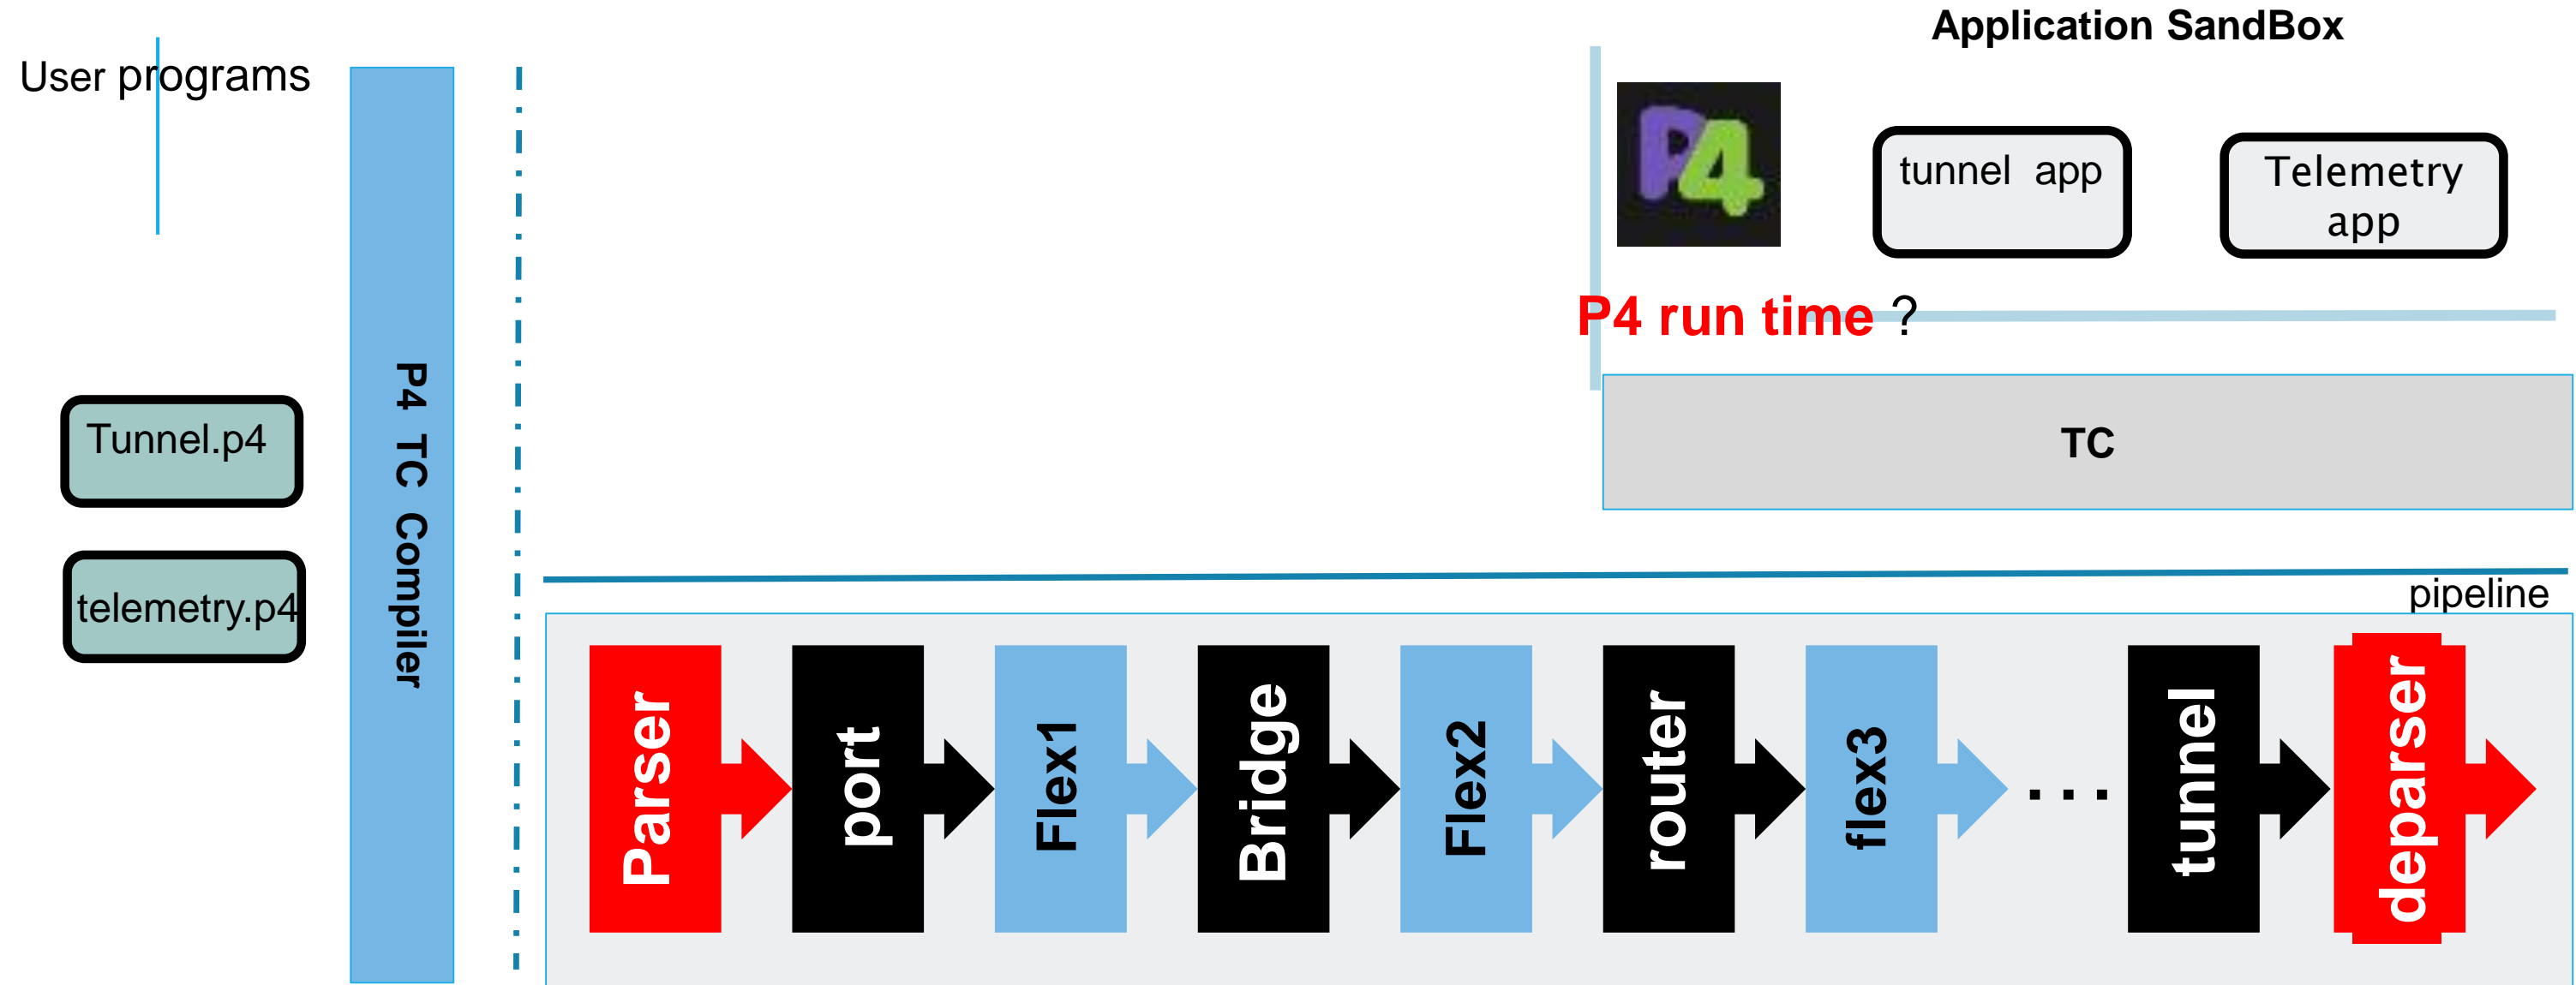 Application SandBox
User programs
P4
tunnel app
Telemetry
app
P4 run time ?
P4 TC Compiler
Tunnel.p4
TC
telemetry.p4
pipeline
Parser
port
Flex1
Bridge
Flex2
router
flex3
...
tunnel
deparser